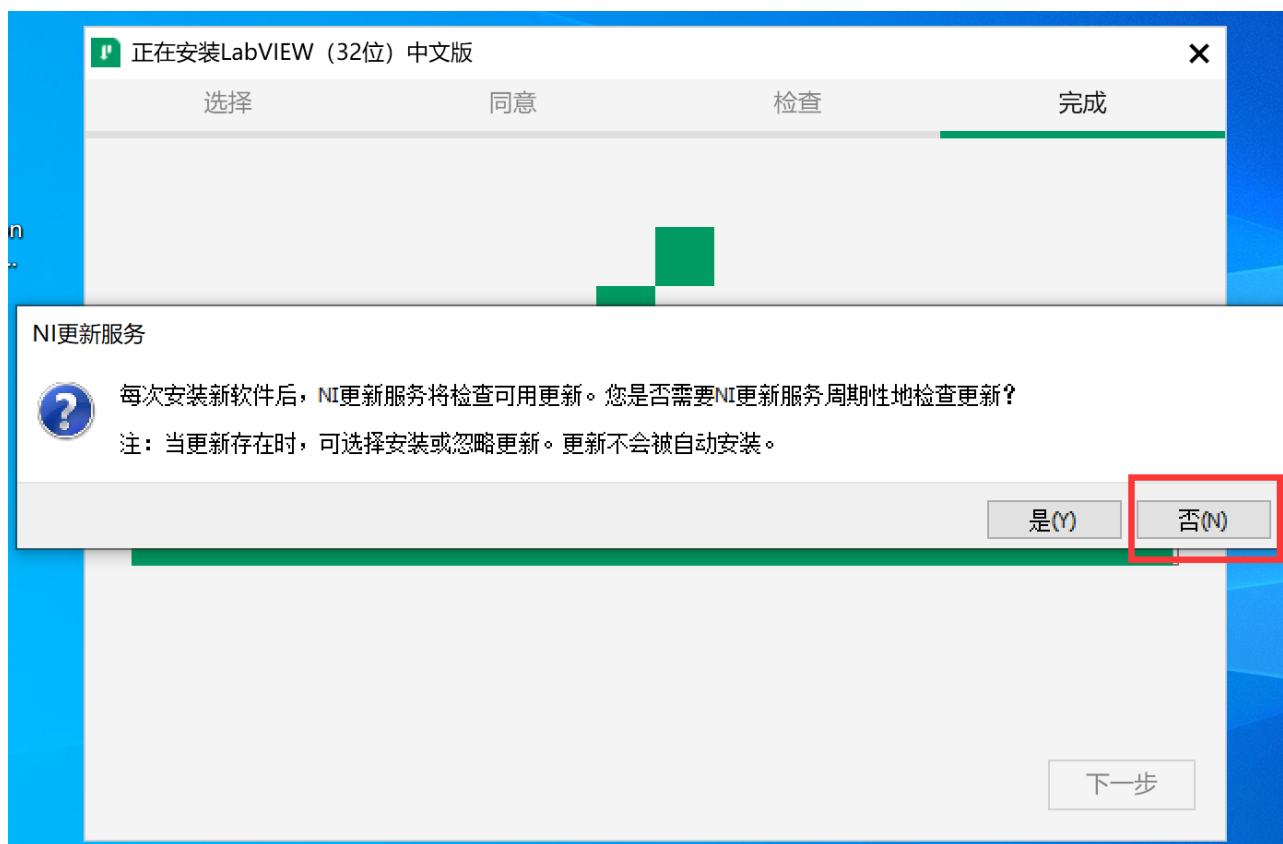 正在安装LabVIEW（32位）中文版
选择 同意 检查 完成
on
...
NI更新服务
每次安装新软件后，NI更新服务将检查可用更新。您是否需要NI更新服务周期性地检查更新？
注：当更新存在时，可选择安装或忽略更新。更新不会被自动安装。
是(Y) 否(N)
下一步